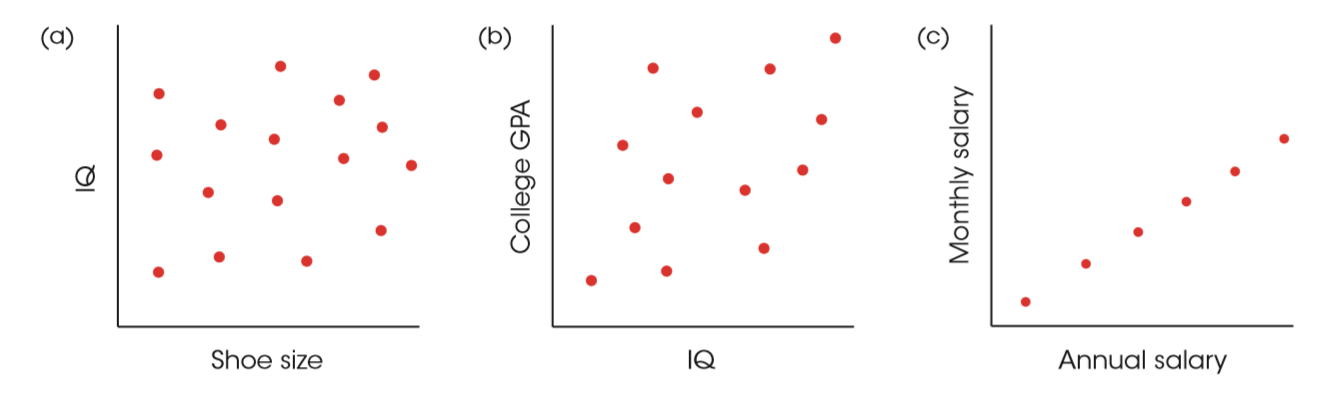 (a)
IQ
Shoe size
(b)
College GPA
IQ
(c)
Monthly salary
Annual salary